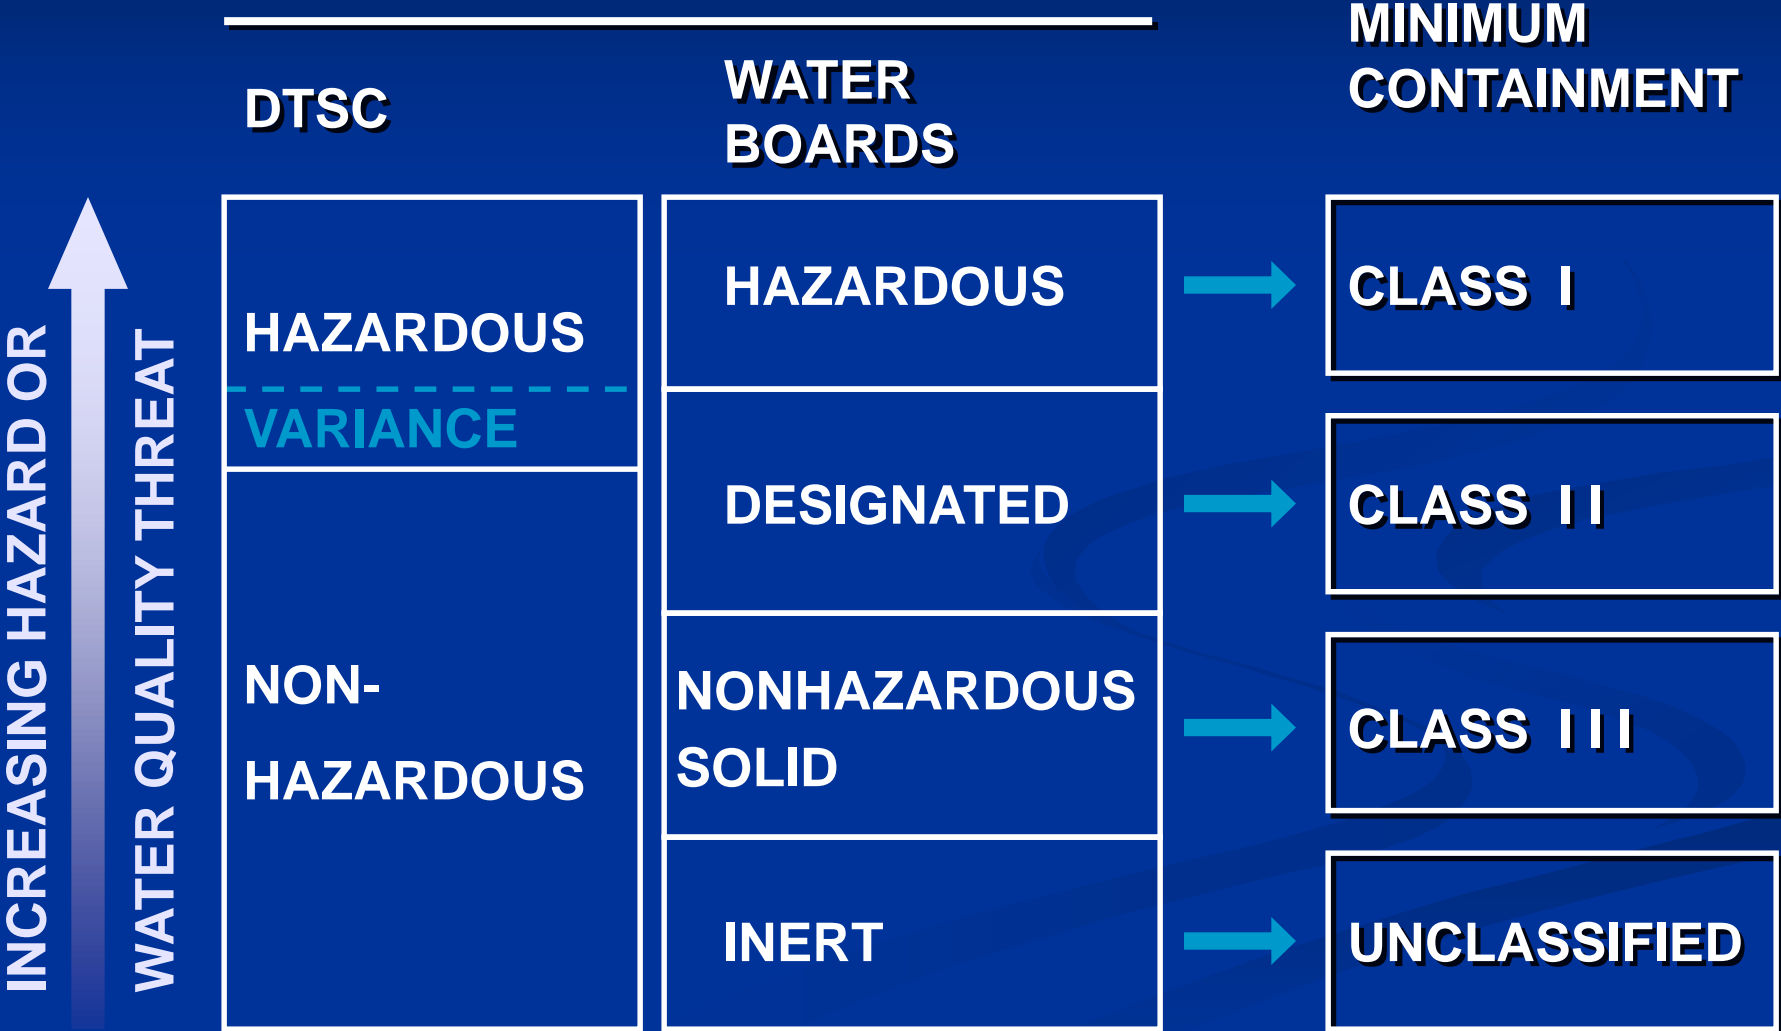 MINIMUM
CONTAINMENT
DTSC
WATER
BOARDS
INCREASING HAZARD OR
WATER QUALITY THREAT
HAZARDOUS
VARIANCE
NON-
HAZARDOUS
HAZARDOUS
DESIGNATED
NONHAZARDOUS
SOLID
INERT
CLASS I
CLASS II
CLASS III
UNCLASSIFIED